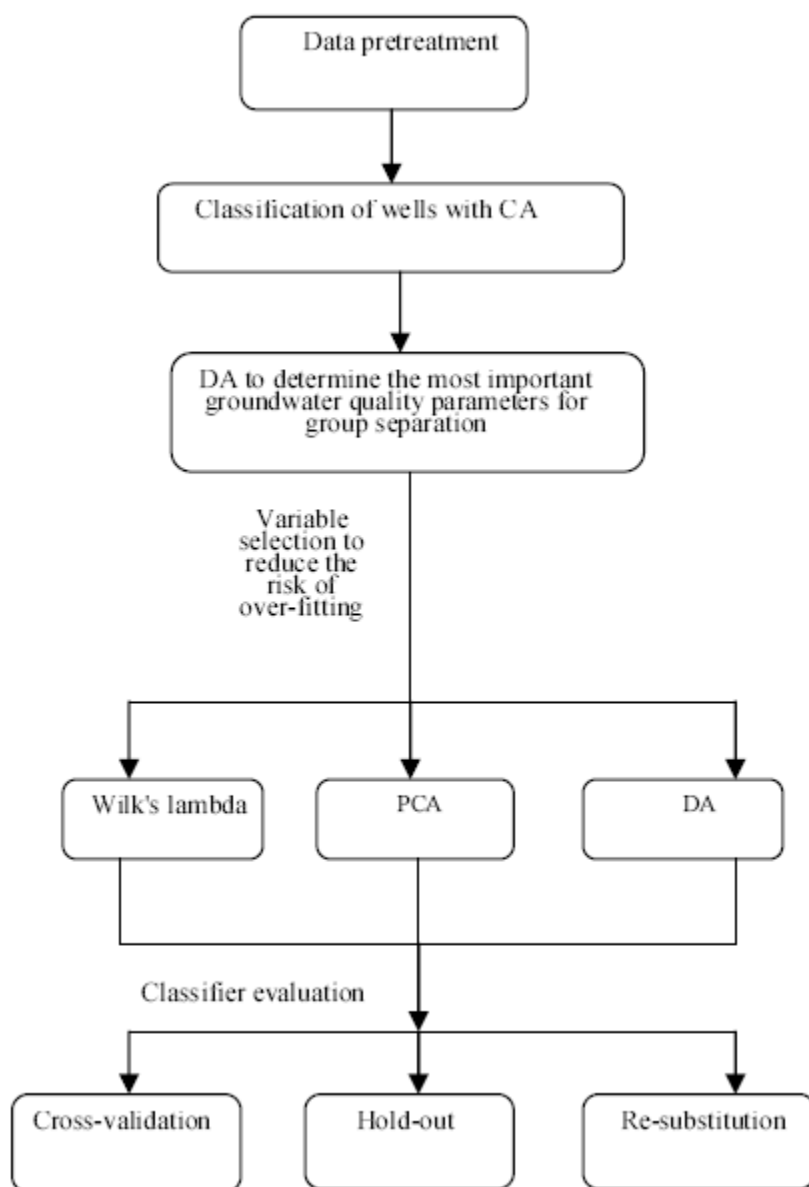 Data pretreatment
Classification of wells with CA
DA to determine the most important
groundwater quality parameters for
group separation
Variable
selection to
reduce the
risk of
over-fitting
Wilk's lambda
PCA
DA
Classifier evaluation
Cross-validation
Hold-out
Re-substitution